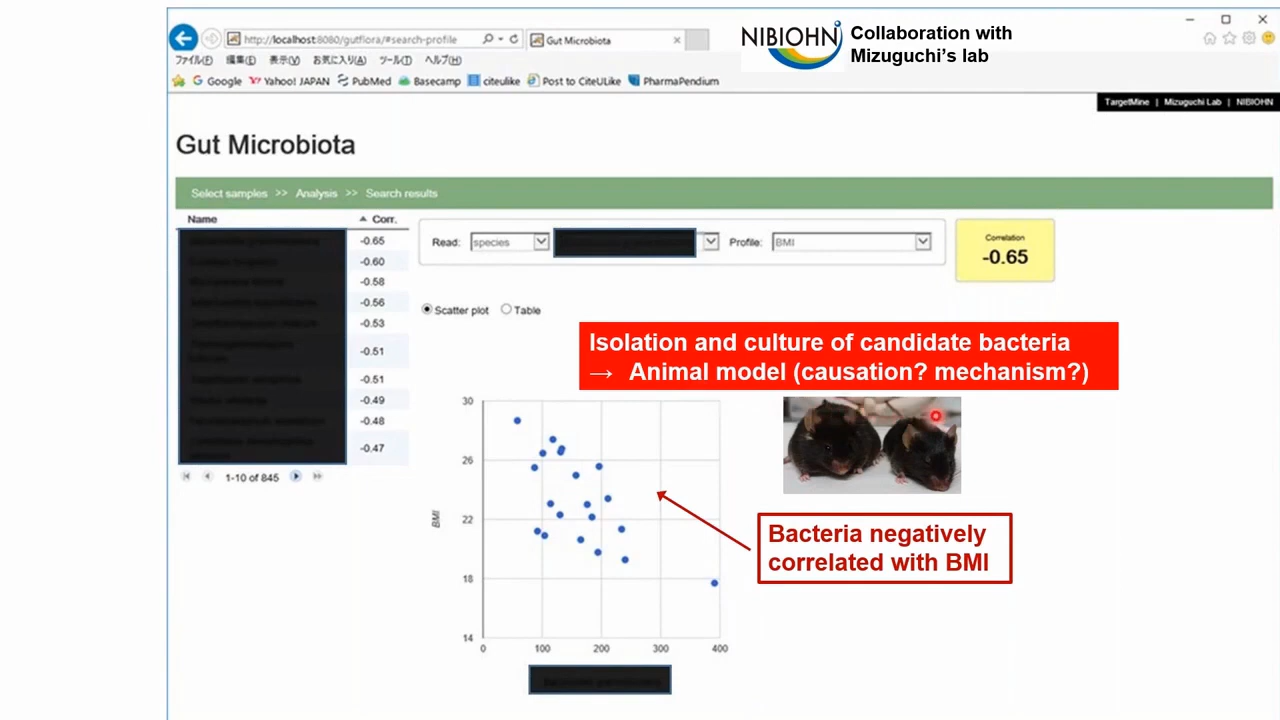 http://localhost:8080/gutflora/#search-profile
Gut Microbiota
NIBIOHN
Collaboration with
Mizuguchi's lab
ファイル(F) 編集(E) 表示(V) お気に入り(A) ツール(T) ヘルプ(H)
Google Yahoo! JAPAN PubMed Basecamp citeulike Post to CiteULike PharmaPendium
TargetMine | Mizuguchi Lab | NIBIOHN
Gut Microbiota
Select samples >> Analysis >> Search results
Name Corr.
-0.65
-0.60
-0.58
-0.56
-0.53
-0.51
-0.51
-0.49
-0.48
-0.47
1-10 of 845
Read: species Profile: BMI
Correlation
-0.65
Scatter plot Table
Isolation and culture of candidate bacteria
→ Animal model (causation? mechanism?)
30
26
22
18
14
BMI
0 100 200 300 400
Bacteria negatively
correlated with BMI